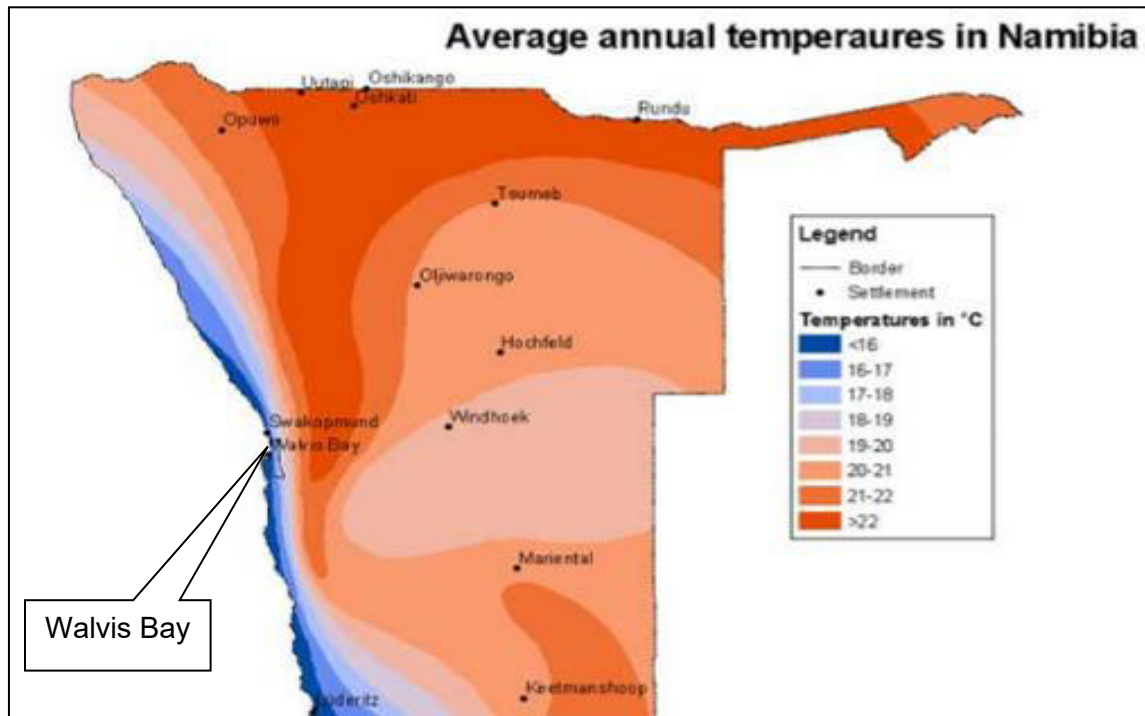 Average annual temperaures in Namibia
Uutapi
Oshikango
Oshkati
Opuwo
Rundu
Tsumeb
Otjiwarongo
Hochfeld
Windhoek
Swakopmund
Walvis Bay
Mariental
Keetmanshoop
Walvis Bay
Legend
Border
Settlement
Temperatures in °C
<16
16-17
17-18
18-19
19-20
20-21
21-22
>22